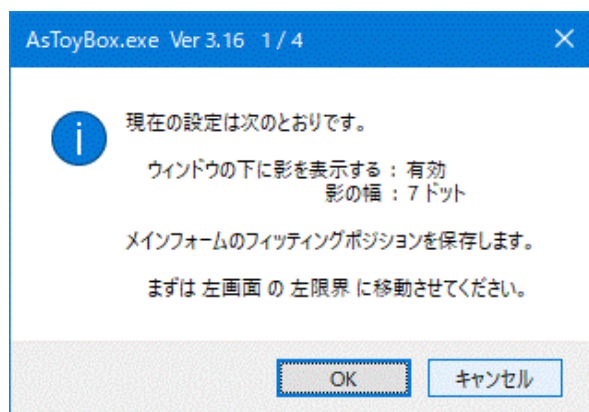 AsToyBox.exe Ver 3.16 1 / 4
現在の設定は次のとおりです。
ウィンドウの下に影を表示する : 有効
影の幅 : 7 ドット
メインフォームのフィッティングポジションを保存します。
まずは 左画面 の 左限界 に移動させてください。
OK キャンセル